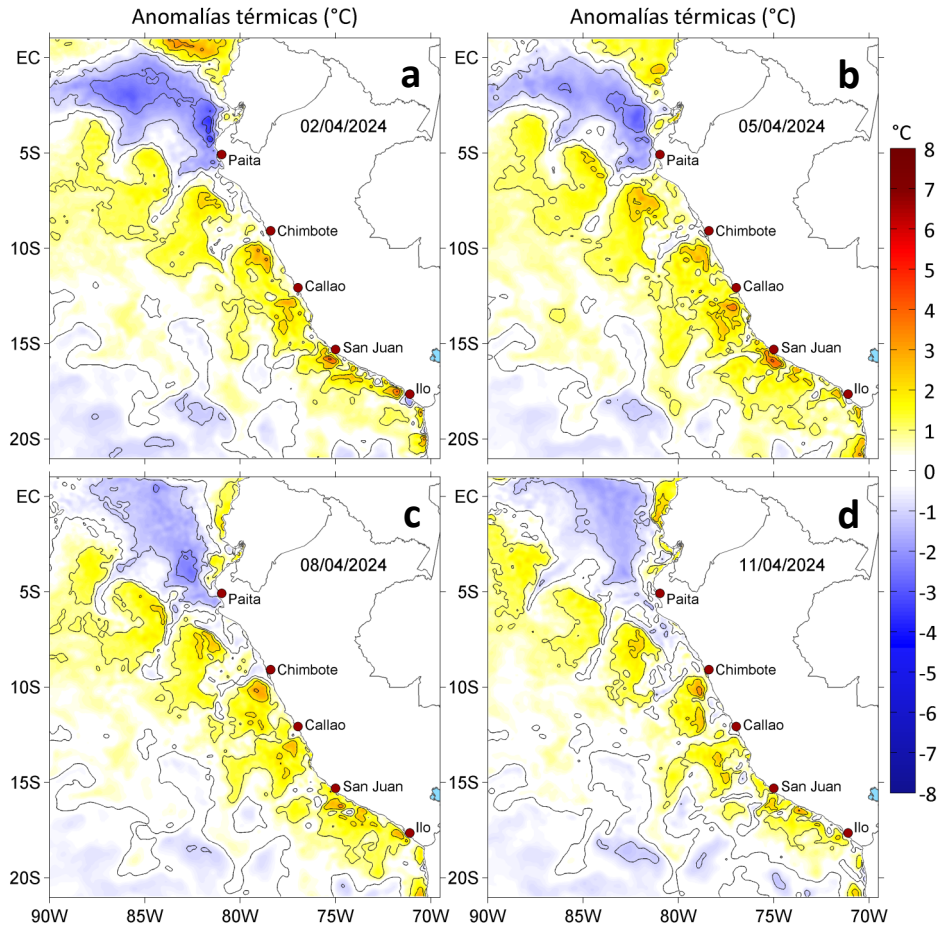 Anomalías térmicas (°C)
Anomalías térmicas (°C)
EC
a
02/04/2024
5S
Paita
Chimbote
10S
Callao
15S
San Juan
Ilo
20S
EC
b
05/04/2024
5S
Paita
Chimbote
10S
Callao
15S
San Juan
Ilo
20S
°C
8
7
6
5
4
3
2
1
0
-1
-2
-3
-4
-5
-6
-7
-8
EC
c
08/04/2024
5S
Paita
Chimbote
10S
Callao
15S
San Juan
Ilo
20S
90W
85W
80W
75W
70W
EC
d
11/04/2024
5S
Paita
Chimbote
10S
Callao
15S
San Juan
Ilo
20S
90W
85W
80W
75W
70W